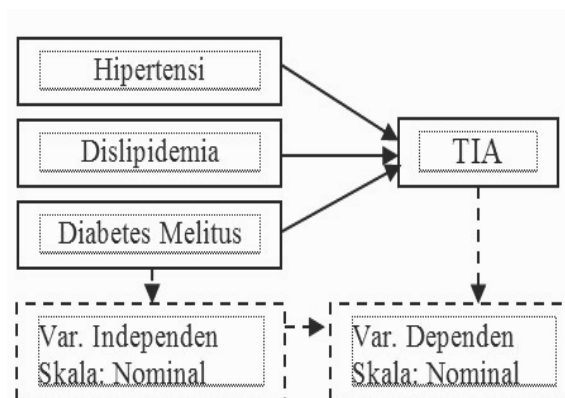 Hipertensi
Dislipidemia
TIA
Diabetes Melitus
Var. Independen
Skala: Nominal
Var. Dependen
Skala: Nominal